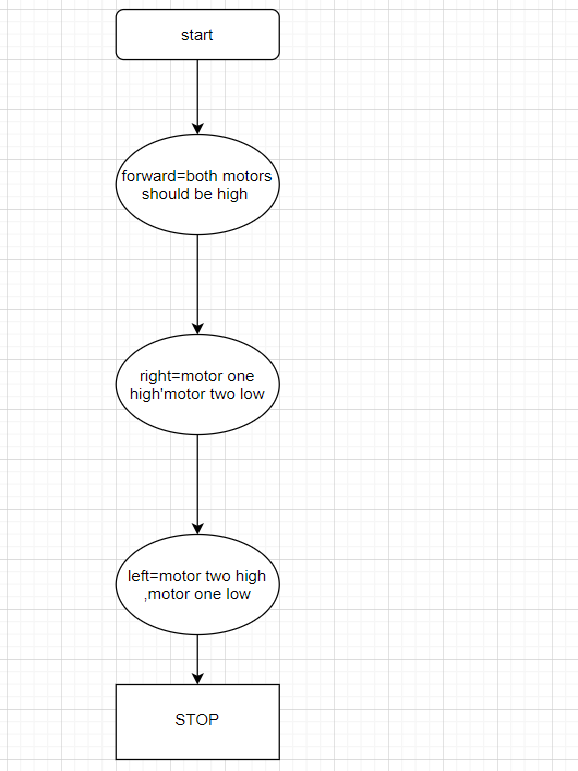 start
forward=both motors
should be high
right=motor one
high'motor two low
left=motor two high
,motor one low
STOP